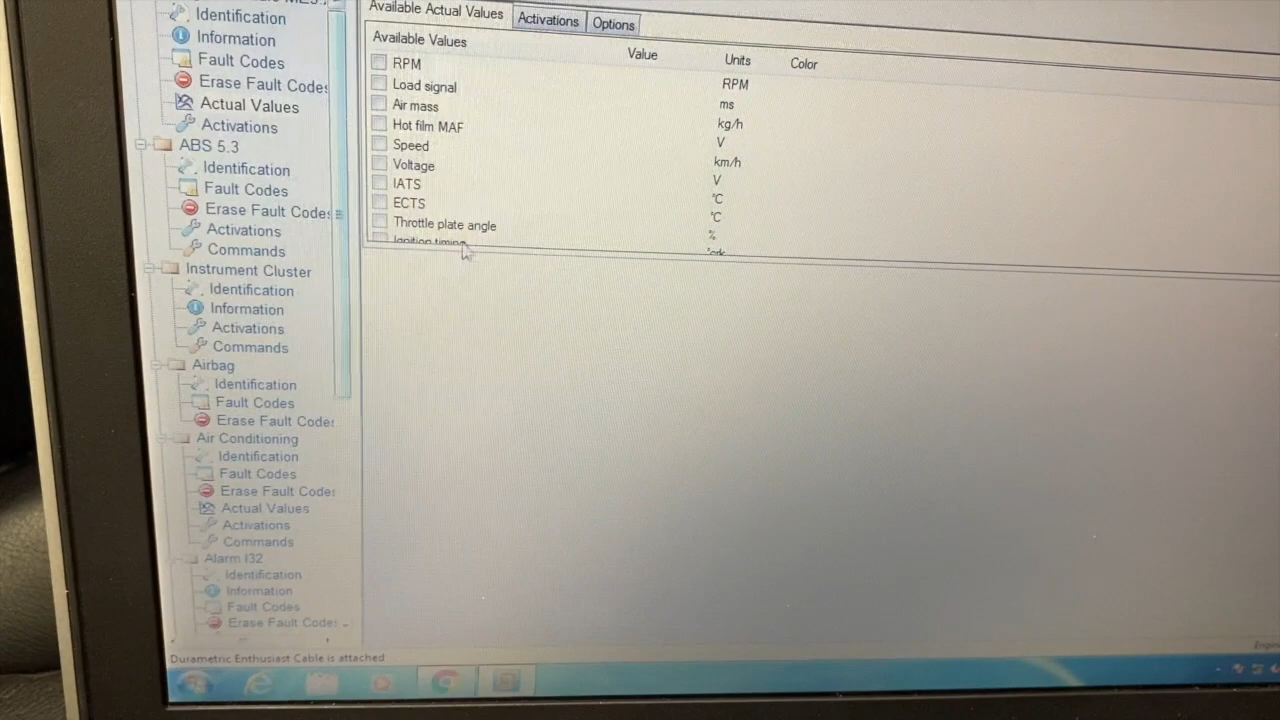 Identification
Information
Fault Codes
Erase Fault Codes
Actual Values
Activations
ABS 5.3
Identification
Fault Codes
Erase Fault Codes
Activations
Commands
Instrument Cluster
Identification
Information
Activations
Commands
Airbag
Identification
Fault Codes
Erase Fault Codes
Air Conditioning
Identification
Fault Codes
Erase Fault Codes
Actual Values
Activations
Commands
Alarm I32
Identification
Information
Fault Codes
Erase Fault Codes
Durametric Enthusiast Cable is attached
Available Actual Values Activations Options
Available Values Value Units Color
RPM RPM
Load signal ms
Air mass kg/h
Hot film MAF V
Speed km/h
Voltage V
IATS °C
ECTS °C
Throttle plate angle %
Ignition timing